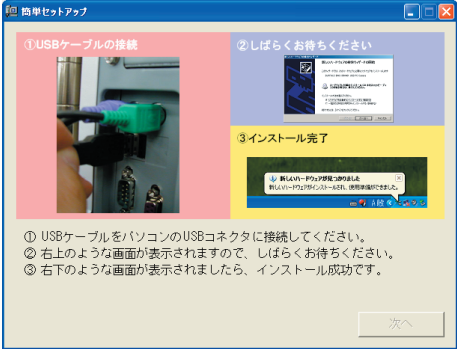 簡単セットアップ
①USBケーブルの接続
②しばらくお待ちください
③インストール完了
新しいハードウェアが見つかりました
新しいハードウェアがインストールされ、使用準備ができました。
① USBケーブルをパソコンのUSBコネクタに接続してください。
② 右上のような画面が表示されますので、しばらくお待ちください。
③ 右下のような画面が表示されましたら、インストール成功です。
次へ